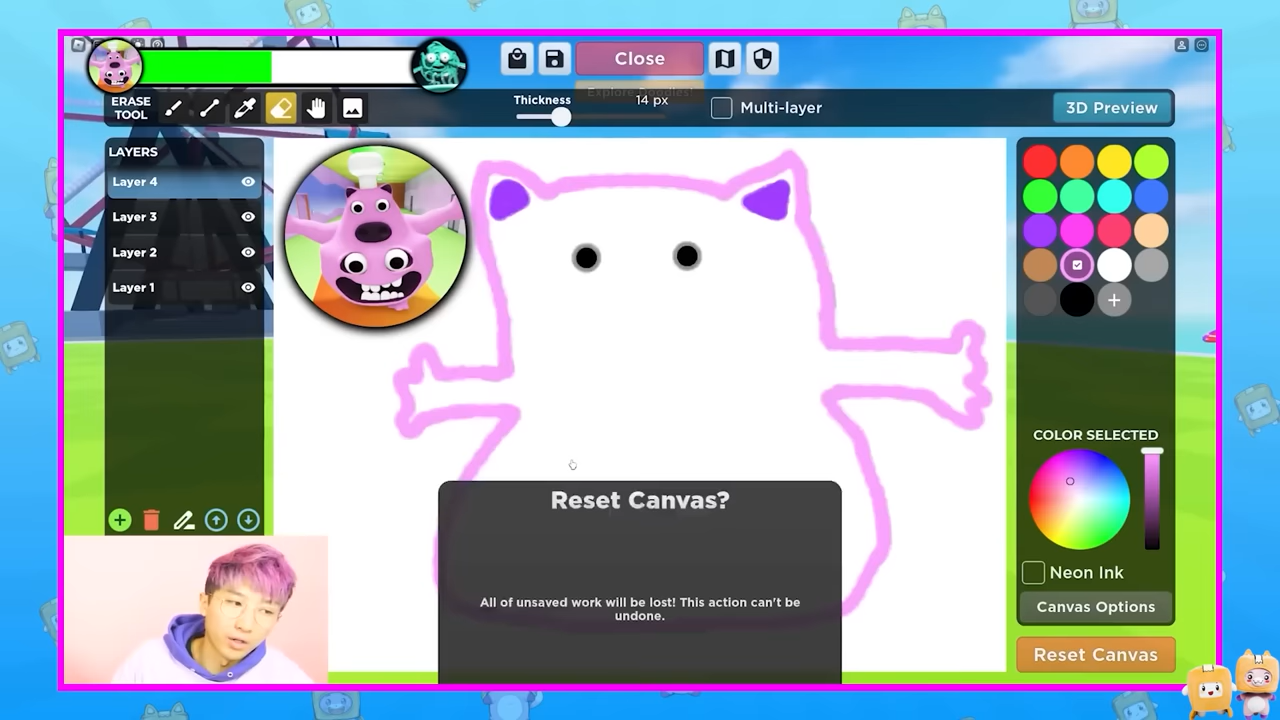 Close
Explore Doodles!
ERASE
TOOL
Thickness
14 px
Multi-layer
3D Preview
LAYERS
Layer 4
Layer 3
Layer 2
Layer 1
COLOR SELECTED
Neon Ink
Canvas Options
Reset Canvas
Reset Canvas?
All of unsaved work will be lost! This action can't be
undone.